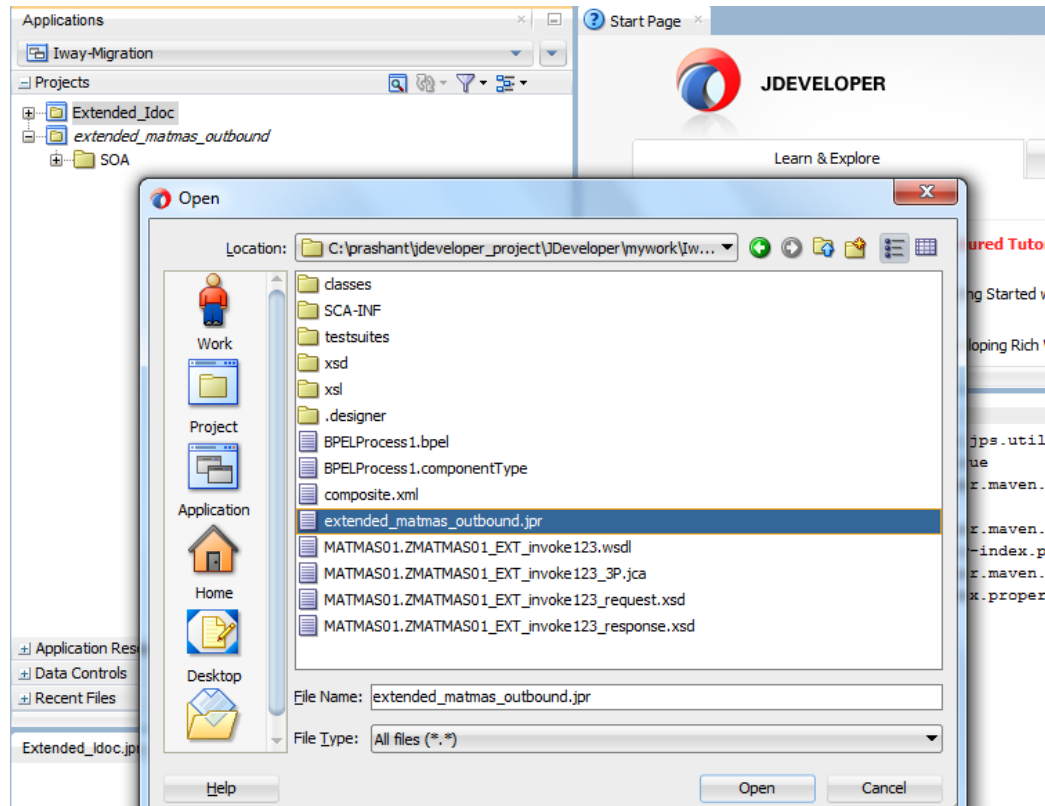 Applications
Start Page
Iway-Migration
Projects
JDEVELOPER
Extended_Idoc
extended_matmas_outbound
SOA
Learn & Explore
Open
Location: C:\prashant\jdeveloper_project\JDeveloper\mywork\Iw...
classes
SCA-INF
testsuites
xsd
xsl
.designer
BPELProcess1.bpel
BPELProcess1.componentType
composite.xml
extended_matmas_outbound.jpr
MATMAS01.ZMATMAS01_EXT_invoke123.wsdl
MATMAS01.ZMATMAS01_EXT_invoke123_3P.jca
MATMAS01.ZMATMAS01_EXT_invoke123_request.xsd
MATMAS01.ZMATMAS01_EXT_invoke123_response.xsd
Work
Project
Application
Home
Desktop
File Name: extended_matmas_outbound.jpr
File Type: All files (*.*)
Help
Open
Cancel
ured Tuto
ng Started w
loping Rich
jps.util
ue
r.maven.
r.maven.
-index.p
r.maven.
x.proper
Application Res
Data Controls
Recent Files
Extended_Idoc.jp